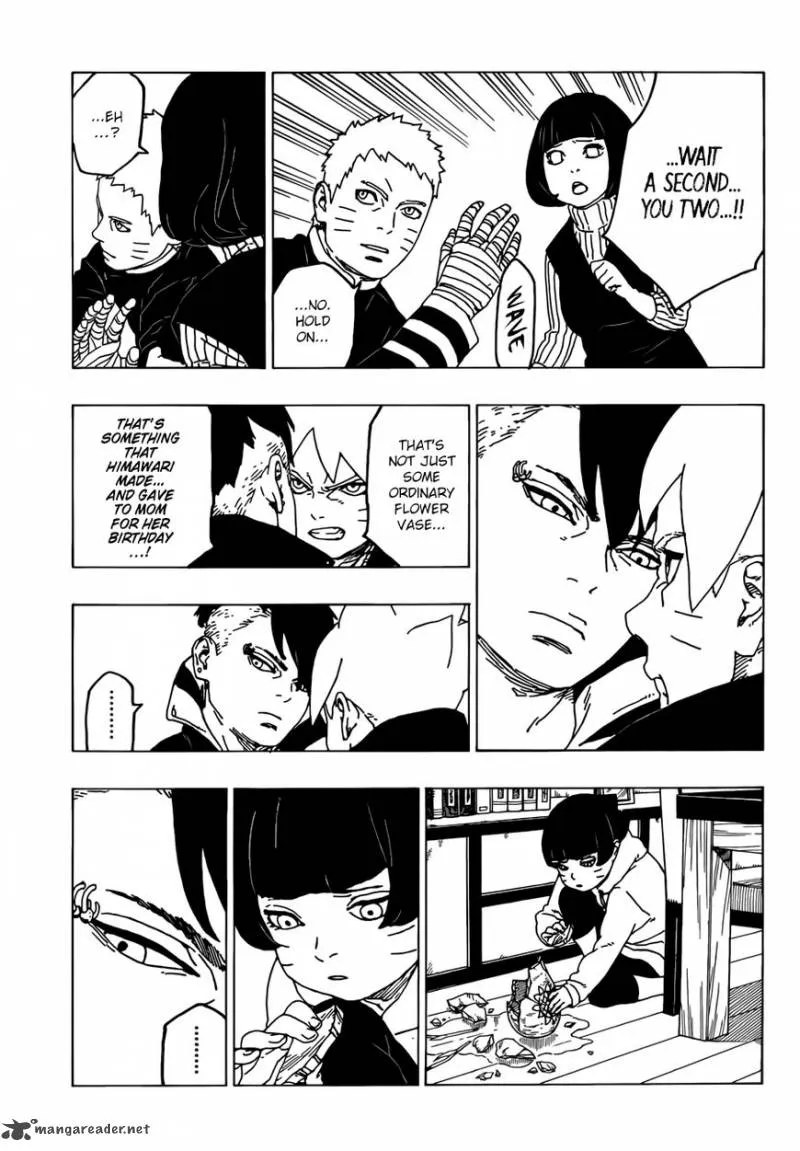 ...WAIT
A SECOND...
YOU TWO...!!
WAVE
...NO.
HOLD
ON...
...EH
...?
THAT'S
NOT JUST
SOME
ORDINARY
FLOWER
VASE...
THAT'S
SOMETHING
THAT
HIMAWARI
MADE...
...AND GAVE
TO MOM
FOR HER
BIRTHDAY
...!
........
........
mangareader.net